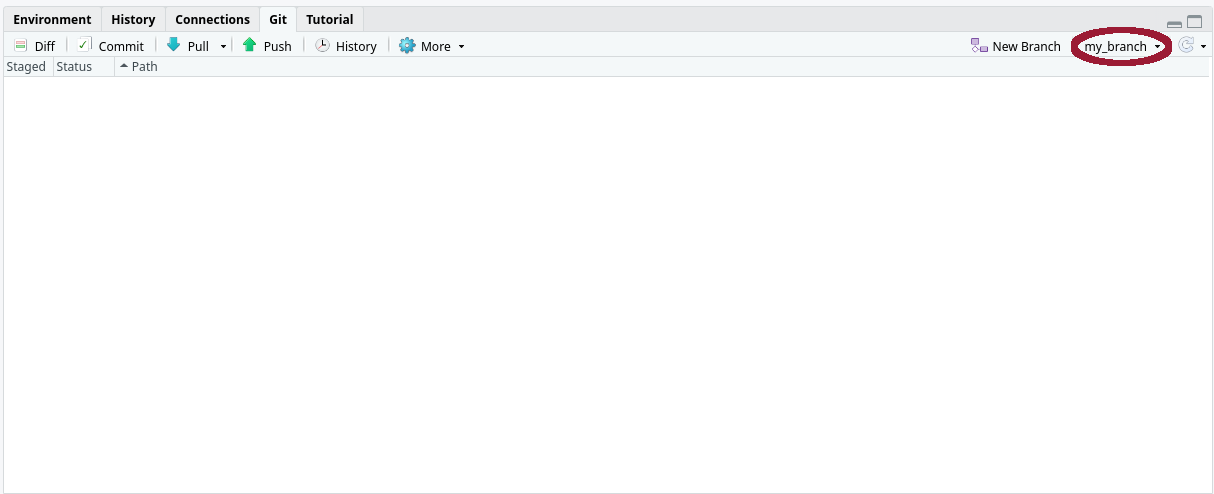 Environment History Connections Git Tutorial
Diff Commit Pull Push History More New Branch my_branch
Staged Status Path